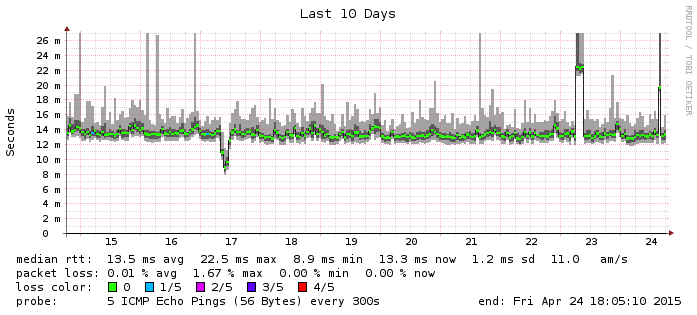 Last 10 Days
RRDTOOL / TOBI OETIKER
Seconds
26 m
24 m
22 m
20 m
18 m
16 m
14 m
12 m
10 m
8 m
6 m
4 m
2 m
0
15 16 17 18 19 20 21 22 23 24
median rtt: 13.5 ms avg 22.5 ms max 8.9 ms min 13.3 ms now 1.2 ms sd 11.0 am/s
packet loss: 0.01 % avg 1.67 % max 0.00 % min 0.00 % now
loss color: 0 1/5 2/5 3/5 4/5
probe: 5 ICMP Echo Pings (56 Bytes) every 300s end: Fri Apr 24 18:05:10 2015